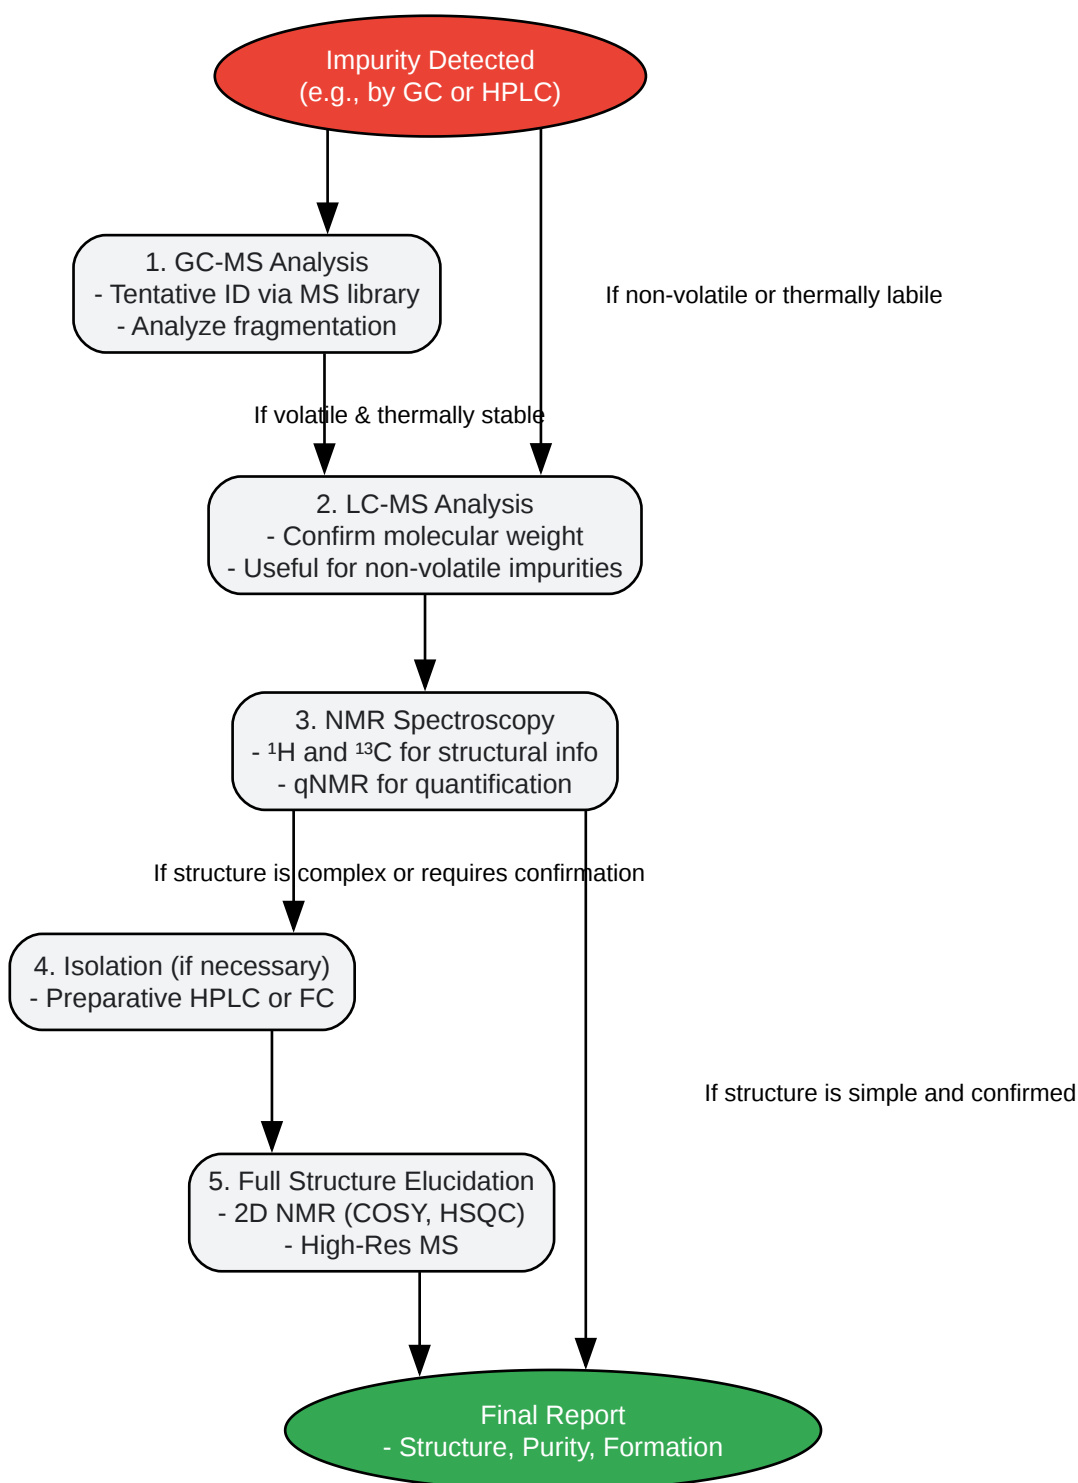 Impurity Detected
(e.g., by GC or HPLC)
1. GC-MS Analysis
- Tentative ID via MS library
- Analyze fragmentation
If non-volatile or thermally labile
If volatile & thermally stable
2. LC-MS Analysis
- Confirm molecular weight
- Useful for non-volatile impurities
3. NMR Spectroscopy
- ¹H and ¹³C for structural info
- qNMR for quantification
If structure is complex or requires confirmation
4. Isolation (if necessary)
- Preparative HPLC or FC
If structure is simple and confirmed
5. Full Structure Elucidation
- 2D NMR (COSY, HSQC)
- High-Res MS
Final Report
- Structure, Purity, Formation